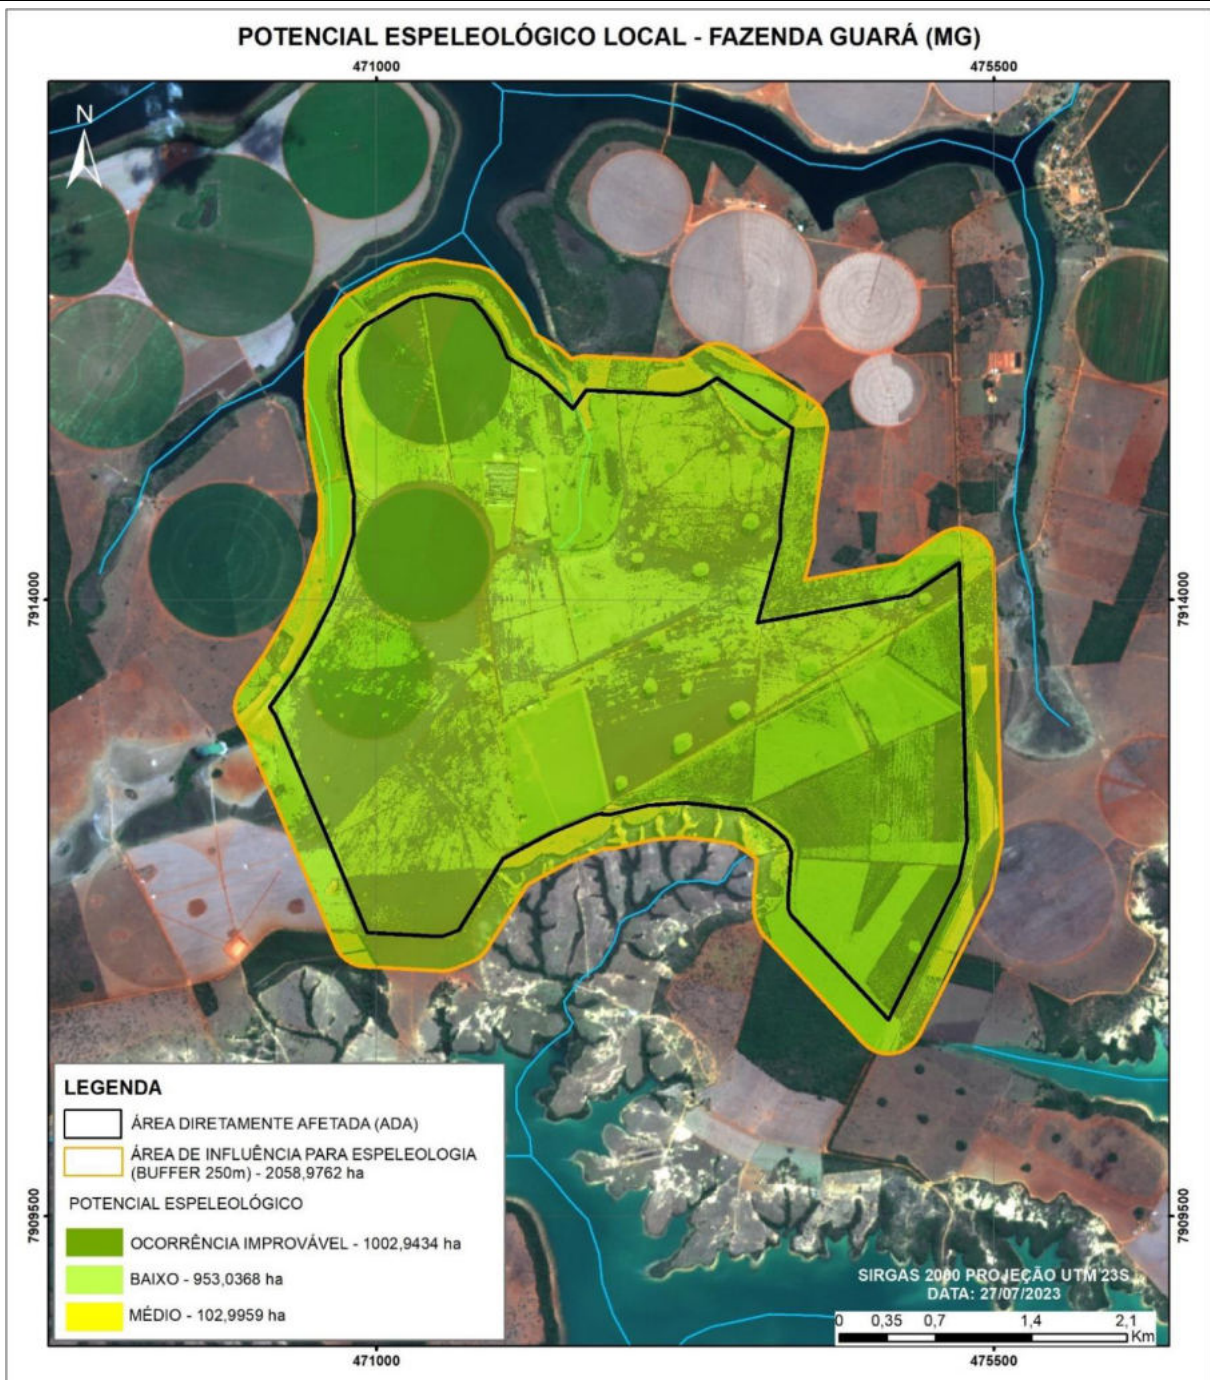 POTENCIAL ESPELEOLÓGICO LOCAL - FAZENDA GUARÁ (MG)
471000
475500
N
7914000
7914000
7909500
7909500
LEGENDA
ÁREA DIRETAMENTE AFETADA (ADA)
ÁREA DE INFLUÊNCIA PARA ESPELEOLOGIA
(BUFFER 250m) - 2058,9762 ha
POTENCIAL ESPELEOLÓGICO
OCORRÊNCIA IMPROVÁVEL - 1002,9434 ha
BAIXO - 953,0368 ha
MÉDIO - 102,9959 ha
SIRGAS 2000 PROJEÇÃO UTM 23S
DATA: 27/07/2023
0 0,35 0,7 1,4 2,1
Km
471000
475500